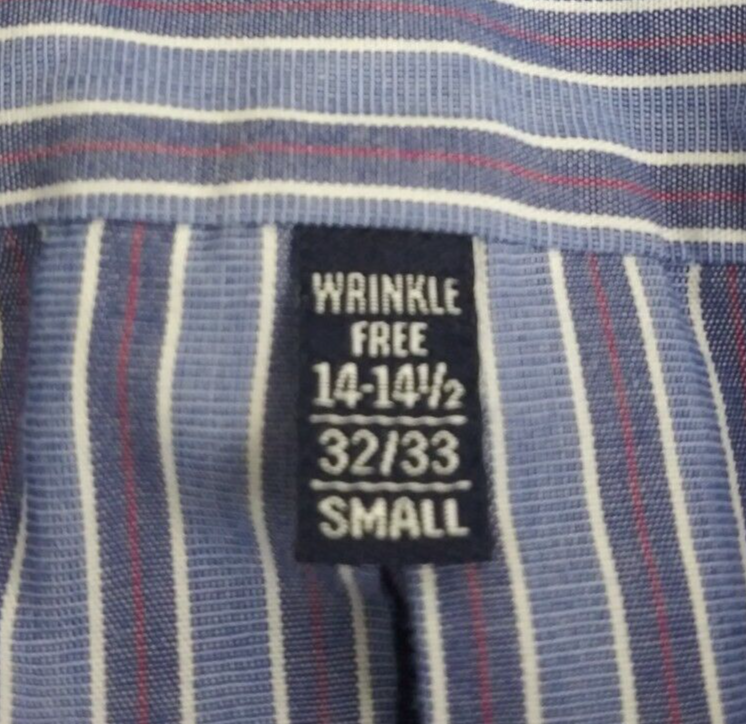 WRINKLE
FREE
14-14½
32/33
SMALL